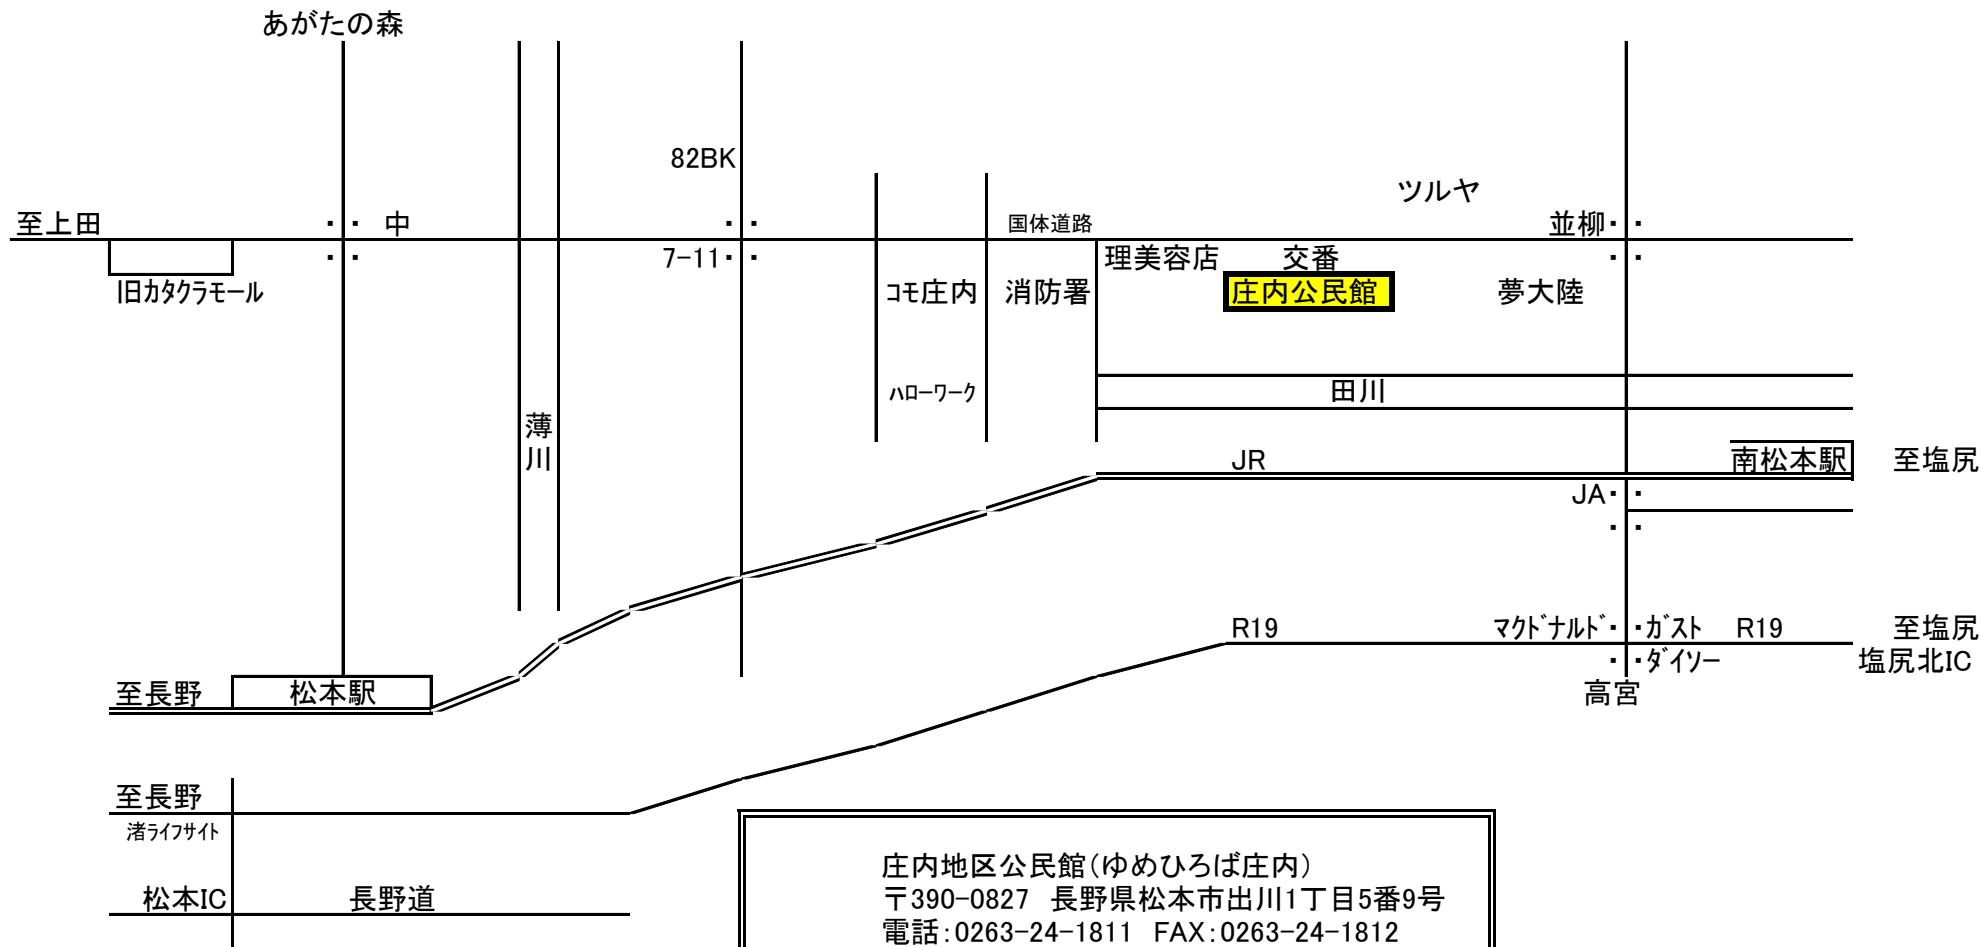 あがたの森
82BK
ツルヤ
至上田
中
国体道路
並柳
7-11
理美容店
交番
旧ｶﾀｸﾗモール
ｺﾓ庄内
消防署
庄内公民館
夢大陸
ﾊﾛｰﾜｰｸ
田川
薄川
JR
南松本駅
至塩尻
JA
R19
ﾏｸﾄﾞﾅﾙﾄﾞ
ｶﾞｽﾄ
R19
至塩尻
ﾀﾞｲｿｰ
塩尻北IC
至長野
松本駅
高宮
至長野
渚ﾗｲﾌｻｲﾄ
松本IC
長野道
庄内地区公民館(ゆめひろば庄内)
〒390-0827 長野県松本市出川1丁目5番9号
電話:0263-24-1811 FAX:0263-24-1812